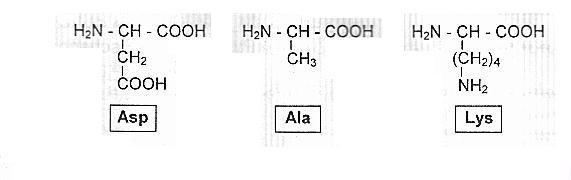 H₂N - CH - COOH
CH₂
COOH
Asp
H₂N - CH - COOH
CH₃
Ala
H₂N - CH - COOH
(CH₂)₄
NH₂
Lys